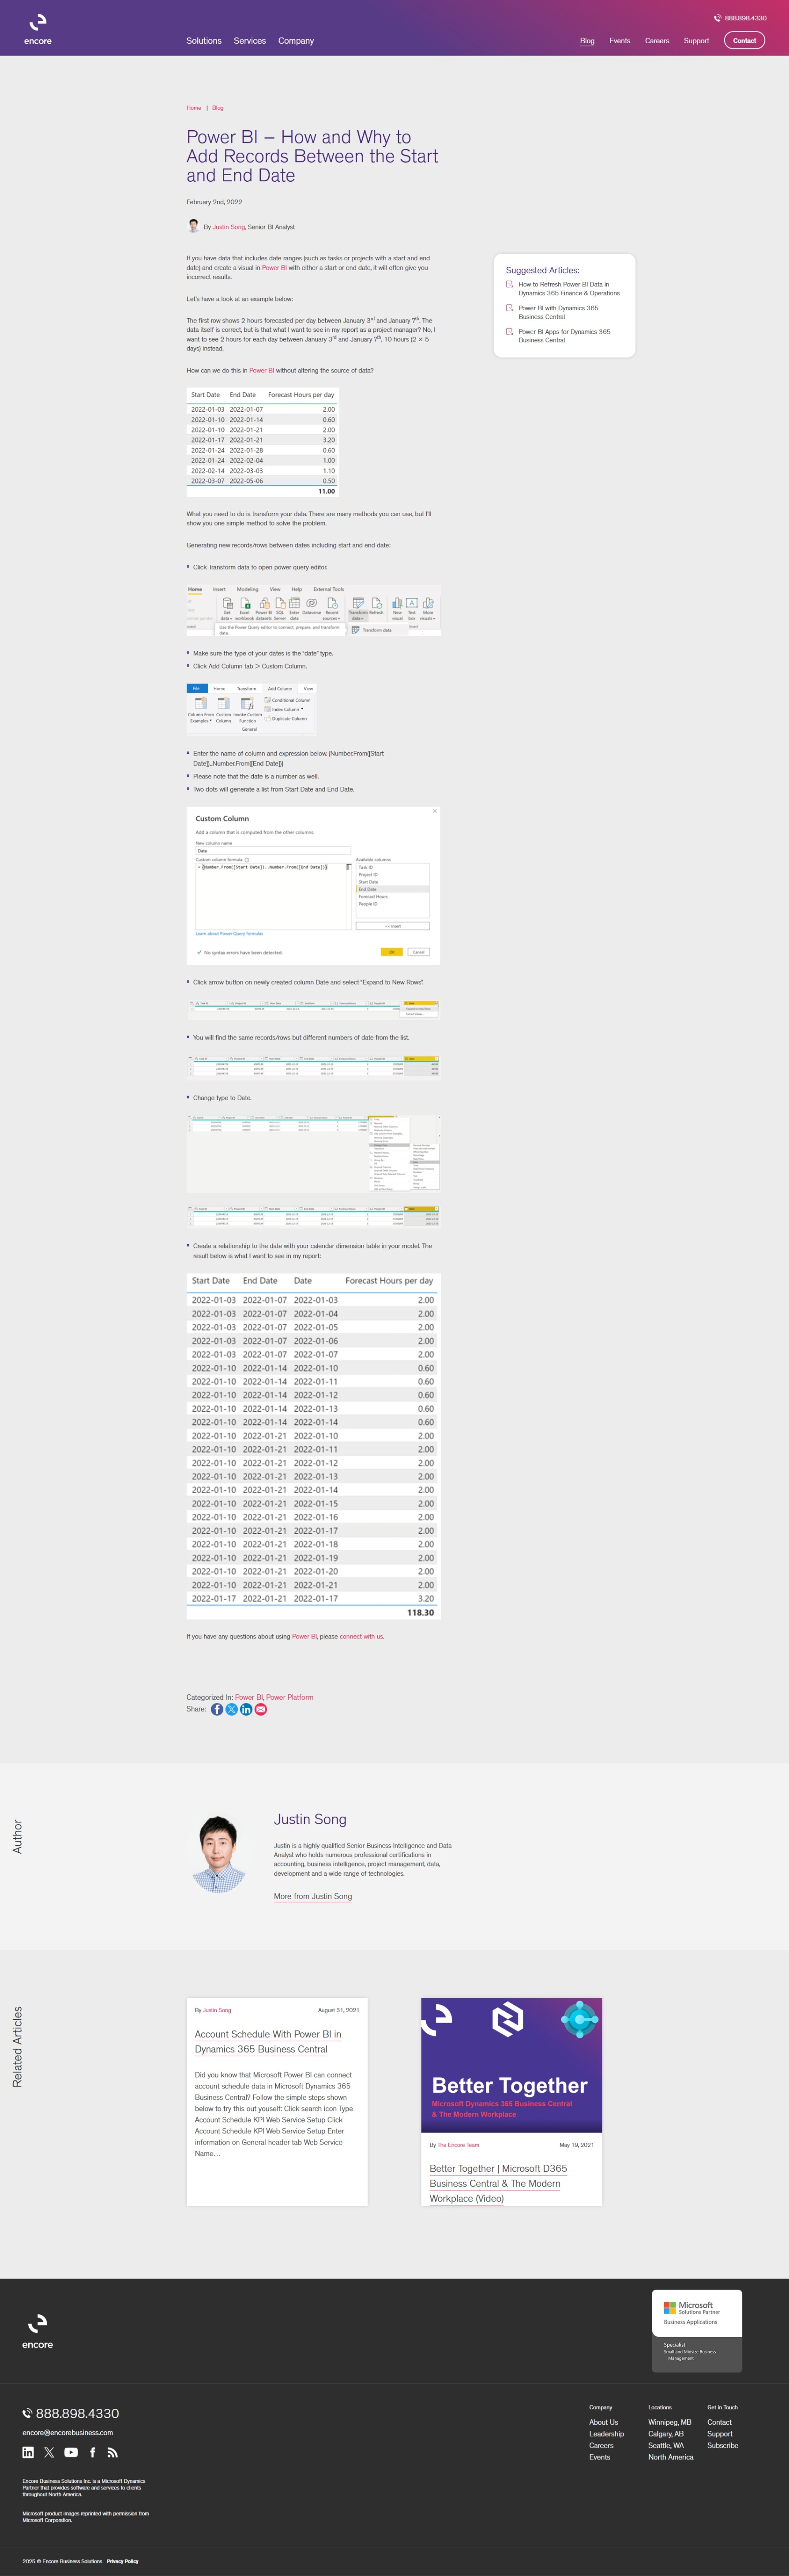 888.898.4330
encore
Solutions Services Company
Blog Events Careers Support Contact
Home | Blog
Power BI – How and Why to
Add Records Between the Start
and End Date
February 2nd, 2022
By Justin Song, Senior BI Analyst
If you have data that includes date ranges (such as tasks or projects with a start and end
date) and create a visual in Power BI with either a start or end date, it will often give you
incorrect results.
Let's have a look at an example below:
The first row shows 2 hours forecasted per day between January 3rd and January 7th. The
data itself is correct, but is that what I want to see in my report as a project manager? No, I
want to see 2 hours for each day between January 3rd and January 7th, 10 hours (2 × 5
days) instead.
How can we do this in Power BI without altering the source of data?
Suggested Articles:
How to Refresh Power BI Data in
Dynamics 365 Finance & Operations
Power BI with Dynamics 365
Business Central
Power BI Apps for Dynamics 365
Business Central
Start Date End Date Forecast Hours per day
2022-01-03 2022-01-07 2.00
2022-01-10 2022-01-14 0.60
2022-01-10 2022-01-21 2.00
2022-01-17 2022-01-21 3.20
2022-01-24 2022-01-28 0.60
2022-01-24 2022-02-04 1.00
2022-02-14 2022-03-03 1.10
2022-03-07 2022-05-06 0.50
11.00
What you need to do is transform your data. There are many methods you can use, but I'll
show you one simple method to solve the problem.
Generating new records/rows between dates including start and end date:
Click Transform data to open power query editor.
Home Insert Modeling View Help External Tools
Get Excel Power BI SQL Enter Dataverse Recent Transform Refresh New Text More
data workbook datasets Server data sources data visual box visuals
Use the Power Query editor to connect, prepare, and transform
data.
Transform data
Insert
Make sure the type of your dates is the "date" type.
Click Add Column tab > Custom Column.
File Home Transform Add Column View
Column From Custom Invoke Custom
Examples Column Function
Conditional Column
Index Column
Duplicate Column
General
Enter the name of column and expression below. {Number.From([Start
Date])..Number.From([End Date])}
Please note that the date is a number as well.
Two dots will generate a list from Start Date and End Date.
Custom Column
Add a column that is computed from the other columns.
New column name
Date
Custom column formula
= {Number.From([Start Date])..Number.From([End Date])}
Available columns
Task ID
Project ID
Start Date
End Date
Forecast Hours
People ID
<< Insert
Learn about Power Query formulas
No syntax errors have been detected.
OK Cancel
Click arrow button on newly created column Date and select "Expand to New Rows".
You will find the same records/rows but different numbers of date from the list.
Change type to Date.
Create a relationship to the date with your calendar dimension table in your model. The
result below is what I want to see in my report:
Start Date End Date Date Forecast Hours per day
2022-01-03 2022-01-07 2022-01-03 2.00
2022-01-03 2022-01-07 2022-01-04 2.00
2022-01-03 2022-01-07 2022-01-05 2.00
2022-01-03 2022-01-07 2022-01-06 2.00
2022-01-03 2022-01-07 2022-01-07 2.00
2022-01-10 2022-01-14 2022-01-10 0.60
2022-01-10 2022-01-14 2022-01-11 0.60
2022-01-10 2022-01-14 2022-01-12 0.60
2022-01-10 2022-01-14 2022-01-13 0.60
2022-01-10 2022-01-14 2022-01-14 0.60
2022-01-10 2022-01-21 2022-01-10 2.00
2022-01-10 2022-01-21 2022-01-11 2.00
2022-01-10 2022-01-21 2022-01-12 2.00
2022-01-10 2022-01-21 2022-01-13 2.00
2022-01-10 2022-01-21 2022-01-14 2.00
2022-01-10 2022-01-21 2022-01-15 2.00
2022-01-10 2022-01-21 2022-01-16 2.00
2022-01-10 2022-01-21 2022-01-17 2.00
2022-01-10 2022-01-21 2022-01-18 2.00
2022-01-10 2022-01-21 2022-01-19 2.00
2022-01-10 2022-01-21 2022-01-20 2.00
2022-01-10 2022-01-21 2022-01-21 2.00
2022-01-17 2022-01-21 2022-01-17 3.20
118.30
If you have any questions about using Power BI, please connect with us.
Categorized In: Power BI, Power Platform
Share:
Author
Justin Song
Justin is a highly qualified Senior Business Intelligence and Data
Analyst who holds numerous professional certifications in
accounting, business intelligence, project management, data,
development and a wide range of technologies.
More from Justin Song
Related Articles
By Justin Song August 31, 2021
Account Schedule With Power BI in
Dynamics 365 Business Central
Did you know that Microsoft Power BI can connect
account schedule data in Microsoft Dynamics 365
Business Central? Follow the simple steps shown
below to try this out youself: Click search icon Type
Account Schedule KPI Web Service Setup Click
Account Schedule KPI Web Service Setup Enter
information on General header tab Web Service
Name…
Better Together
Microsoft Dynamics 365 Business Central
& The Modern Workplace
By The Encore Team May 19, 2021
Better Together | Microsoft D365
Business Central & The Modern
Workplace (Video)
encore
Microsoft
Solutions Partner
Business Applications
Specialist
Small and Midsize Business
Management
888.898.4330
encore@encorebusiness.com
Encore Business Solutions Inc. is a Microsoft Dynamics
Partner that provides software and services to clients
throughout North America.
Microsoft product images reprinted with permission from
Microsoft Corporation.
Company
About Us
Leadership
Careers
Events
Locations
Winnipeg, MB
Calgary, AB
Seattle, WA
North America
Get in Touch
Contact
Support
Subscribe
2025 © Encore Business Solutions Privacy Policy